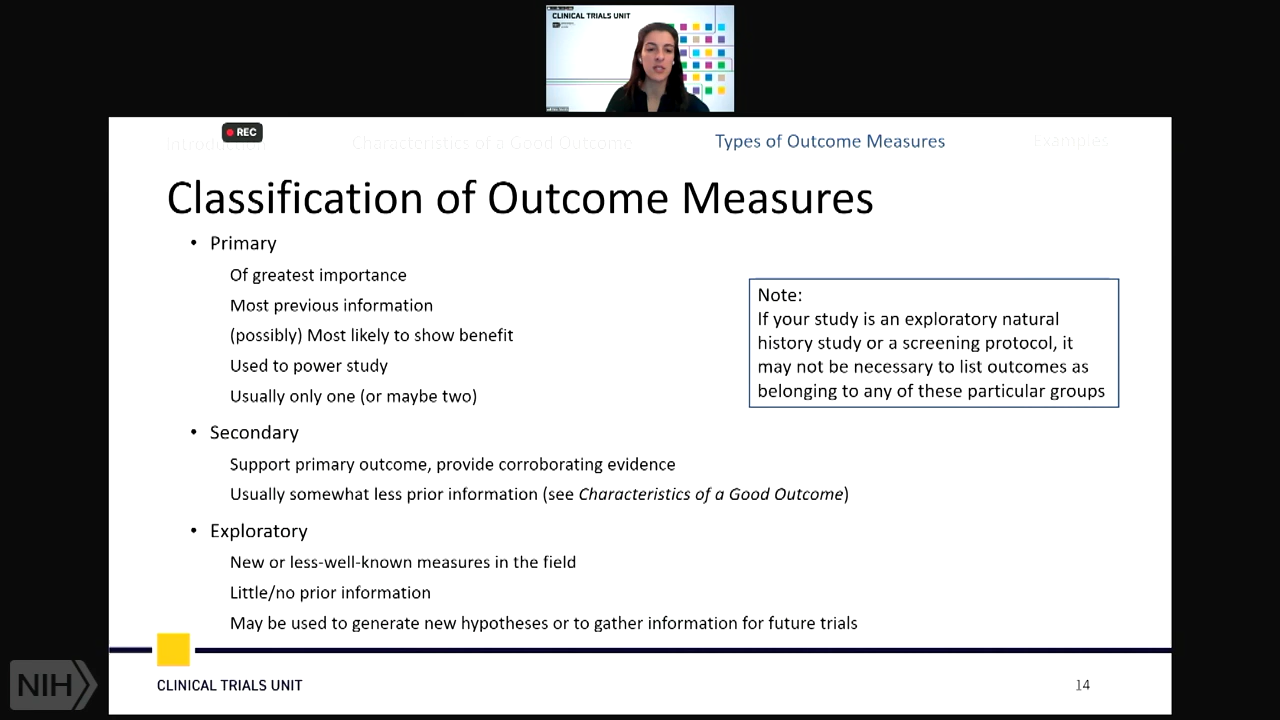 CLINICAL TRIALS UNIT
REC
Introduction
Characteristics of a Good Outcome
Types of Outcome Measures
Examples
Classification of Outcome Measures
• Primary
Of greatest importance
Most previous information
(possibly) Most likely to show benefit
Used to power study
Usually only one (or maybe two)
Note:
If your study is an exploratory natural
history study or a screening protocol, it
may not be necessary to list outcomes as
belonging to any of these particular groups
• Secondary
Support primary outcome, provide corroborating evidence
Usually somewhat less prior information (see Characteristics of a Good Outcome)
• Exploratory
New or less-well-known measures in the field
Little/no prior information
May be used to generate new hypotheses or to gather information for future trials
NIH
CLINICAL TRIALS UNIT
14